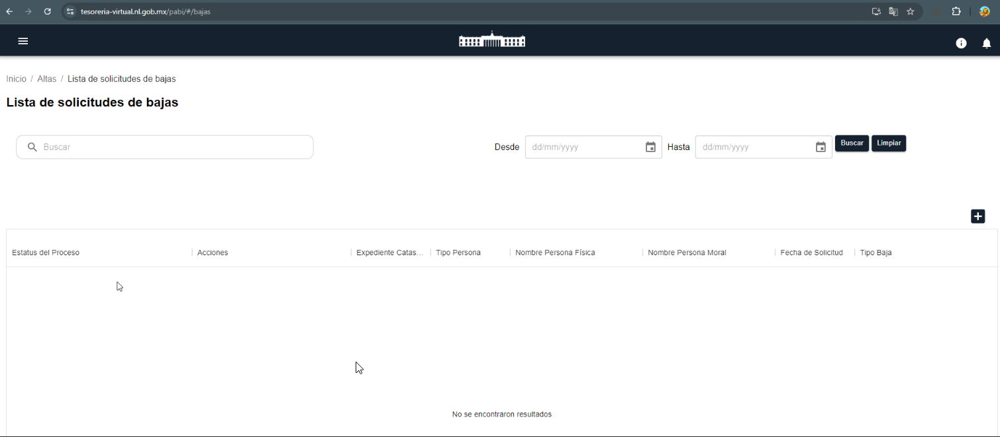 tesoreria-virtual.nl.gob.mx/pabi/#/bajas
Inicio / Altas / Lista de solicitudes de bajas
Lista de solicitudes de bajas
Buscar Desde dd/mm/yyyy Hasta dd/mm/yyyy Buscar Limpiar
Estatus del Proceso Acciones Expediente Catas... Tipo Persona Nombre Persona Física Nombre Persona Moral Fecha de Solicitud Tipo Baja
No se encontraron resultados